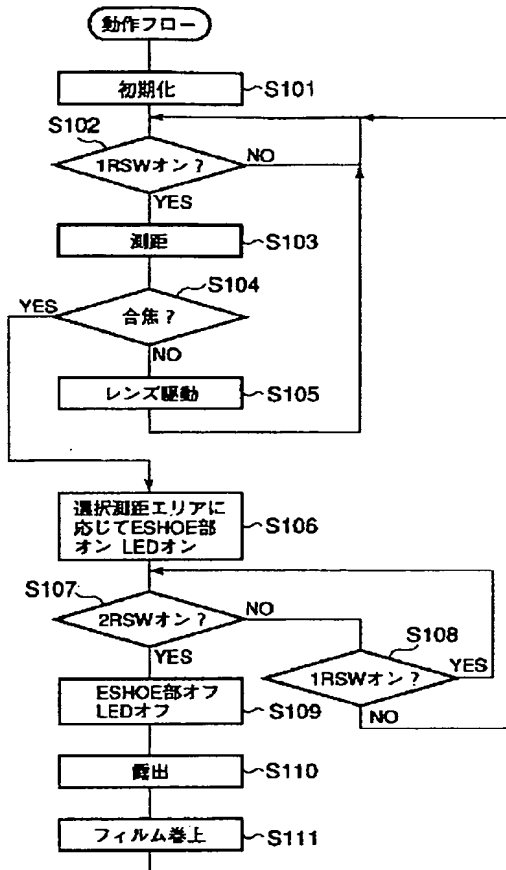 動作フロー
初期化
S101
S102
1RSWオン?
NO
YES
測距
S103
S104
YES
合焦?
NO
レンズ駆動
S105
選択測距エリアに
応じてESHOE部
オン LEDオン
S106
S107
2RSWオン?
NO
S108
YES
1RSWオン?
YES
NO
ESHOE部オフ
LEDオフ
S109
露出
S110
フィルム巻上
S111